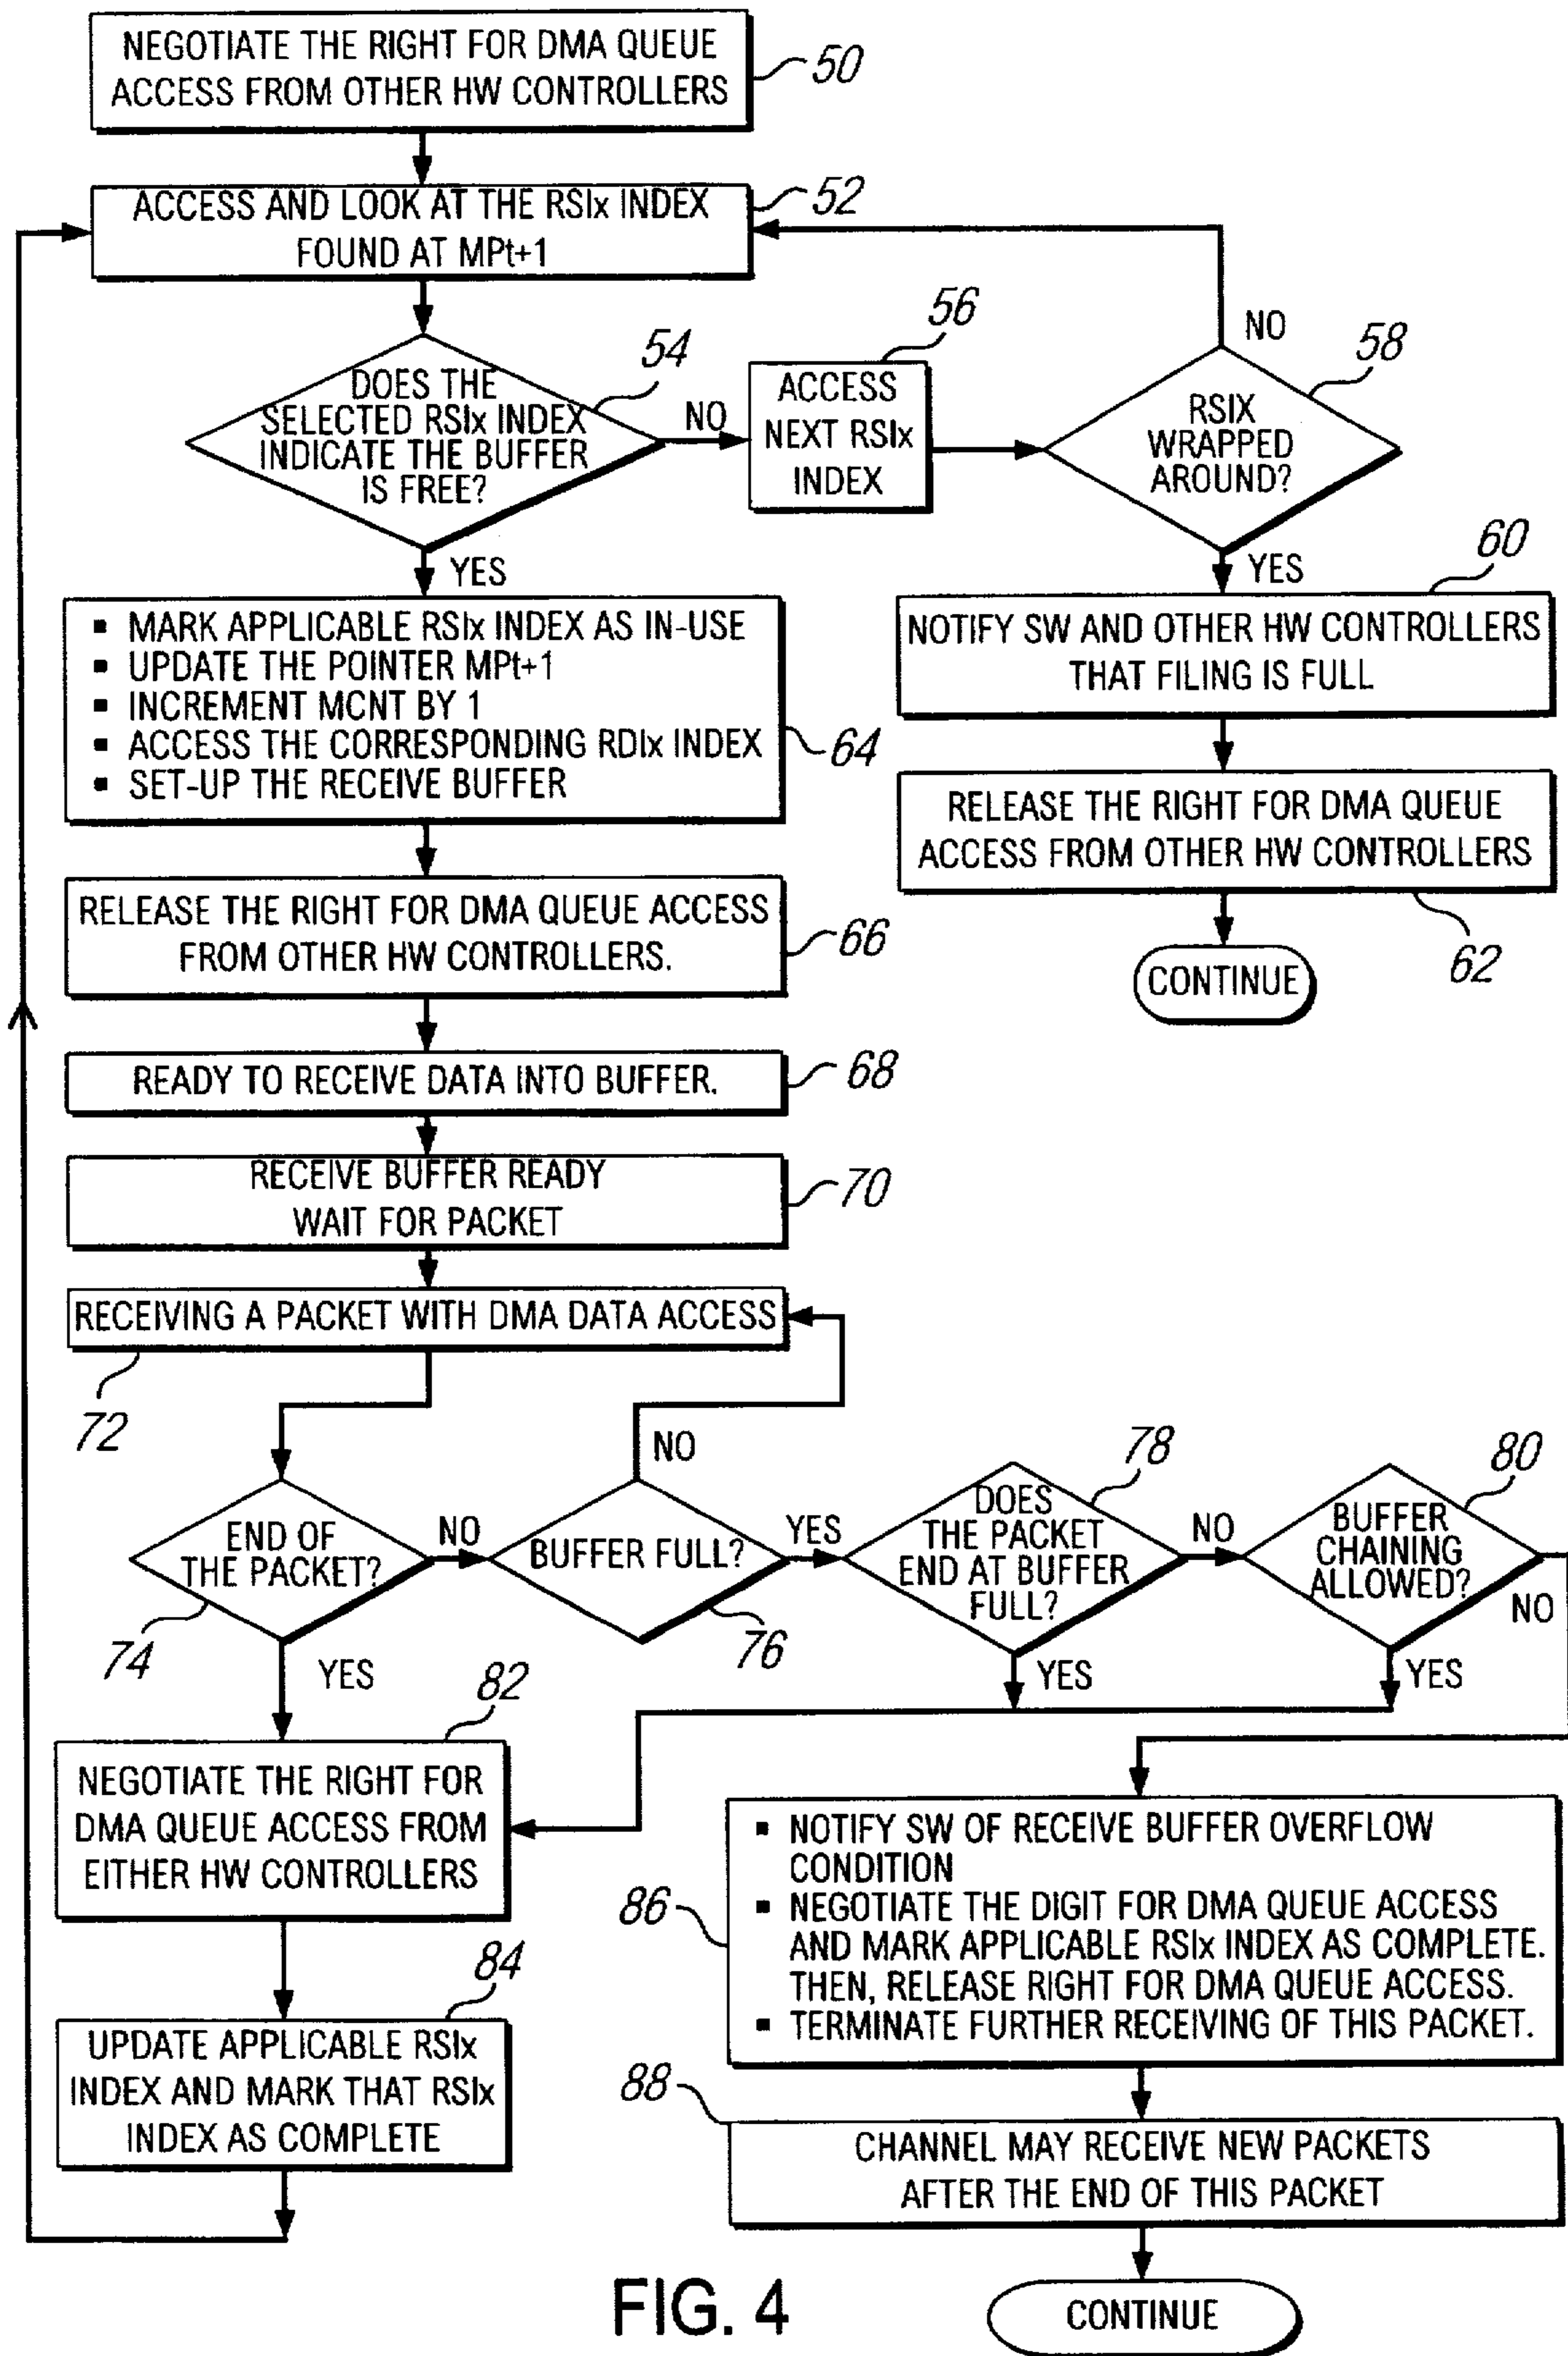 NEGOTIATE THE RIGHT FOR DMA QUEUE
ACCESS FROM OTHER HW CONTROLLERS
50
ACCESS AND LOOK AT THE RSIx INDEX
FOUND AT MPt+1
52
DOES THE
SELECTED RSIx INDEX
INDICATE THE BUFFER
IS FREE?
54
NO
ACCESS
NEXT RSIx
INDEX
56
RSIX
WRAPPED
AROUND?
58
NO
YES
YES
NOTIFY SW AND OTHER HW CONTROLLERS
THAT FILING IS FULL
60
RELEASE THE RIGHT FOR DMA QUEUE
ACCESS FROM OTHER HW CONTROLLERS
62
CONTINUE
▪ MARK APPLICABLE RSIx INDEX AS IN-USE
▪ UPDATE THE POINTER MPt+1
▪ INCREMENT MCNT BY 1
▪ ACCESS THE CORRESPONDING RDIx INDEX
▪ SET-UP THE RECEIVE BUFFER
64
RELEASE THE RIGHT FOR DMA QUEUE ACCESS
FROM OTHER HW CONTROLLERS.
66
READY TO RECEIVE DATA INTO BUFFER.
68
RECEIVE BUFFER READY
WAIT FOR PACKET
70
RECEIVING A PACKET WITH DMA DATA ACCESS
72
END OF
THE PACKET?
74
NO
BUFFER FULL?
76
NO
YES
DOES
THE PACKET
END AT BUFFER
FULL?
78
NO
BUFFER
CHAINING
ALLOWED?
80
NO
YES
YES
YES
NEGOTIATE THE RIGHT FOR
DMA QUEUE ACCESS FROM
EITHER HW CONTROLLERS
82
UPDATE APPLICABLE RSIx
INDEX AND MARK THAT RSIx
INDEX AS COMPLETE
84
▪ NOTIFY SW OF RECEIVE BUFFER OVERFLOW
CONDITION
▪ NEGOTIATE THE DIGIT FOR DMA QUEUE ACCESS
AND MARK APPLICABLE RSIx INDEX AS COMPLETE.
THEN, RELEASE RIGHT FOR DMA QUEUE ACCESS.
▪ TERMINATE FURTHER RECEIVING OF THIS PACKET.
86
CHANNEL MAY RECEIVE NEW PACKETS
AFTER THE END OF THIS PACKET
88
CONTINUE
FIG. 4